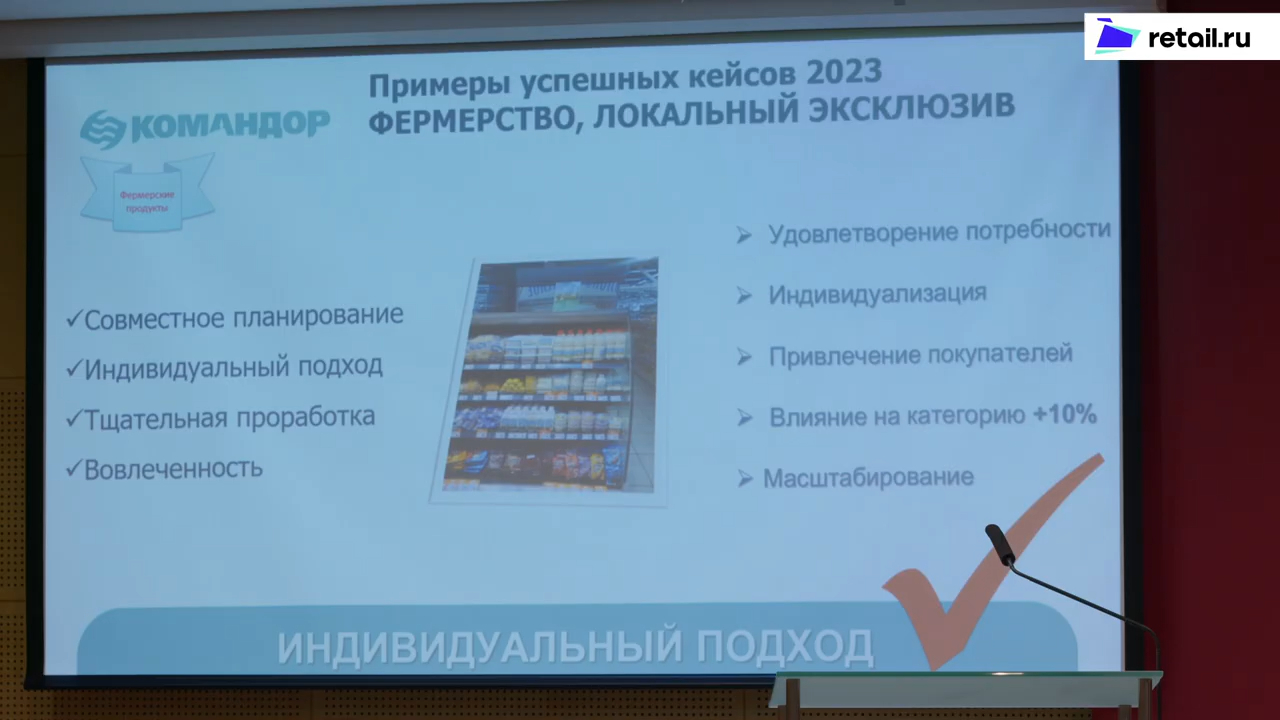 retail.ru
Примеры успешных кейсов 2023
ФЕРМЕРСТВО, ЛОКАЛЬНЫЙ ЭКСКЛЮЗИВ
КОМАНДОР
Фермерские
продукты
✓Совместное планирование
✓Индивидуальный подход
✓Тщательная проработка
✓Вовлеченность
➢ Удовлетворение потребности
➢ Индивидуализация
➢ Привлечение покупателей
➢ Влияние на категорию +10%
➢ Масштабирование
ИНДИВИДУАЛЬНЫЙ ПОДХОД